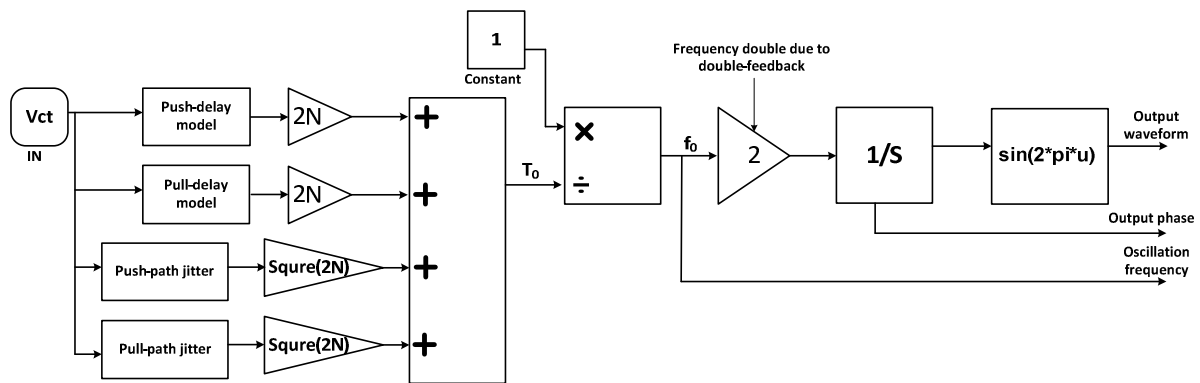 1
Constant
Frequency double due to
double-feedback
Vct
IN
Push-delay
model
2N
+
Pull-delay
model
2N
+
Push-path jitter
Squre(2N)
+
Pull-path jitter
Squre(2N)
+
T₀
×
÷
f₀
2
1/S
sin(2*pi*u)
Output
waveform
Output phase
Oscillation
frequency